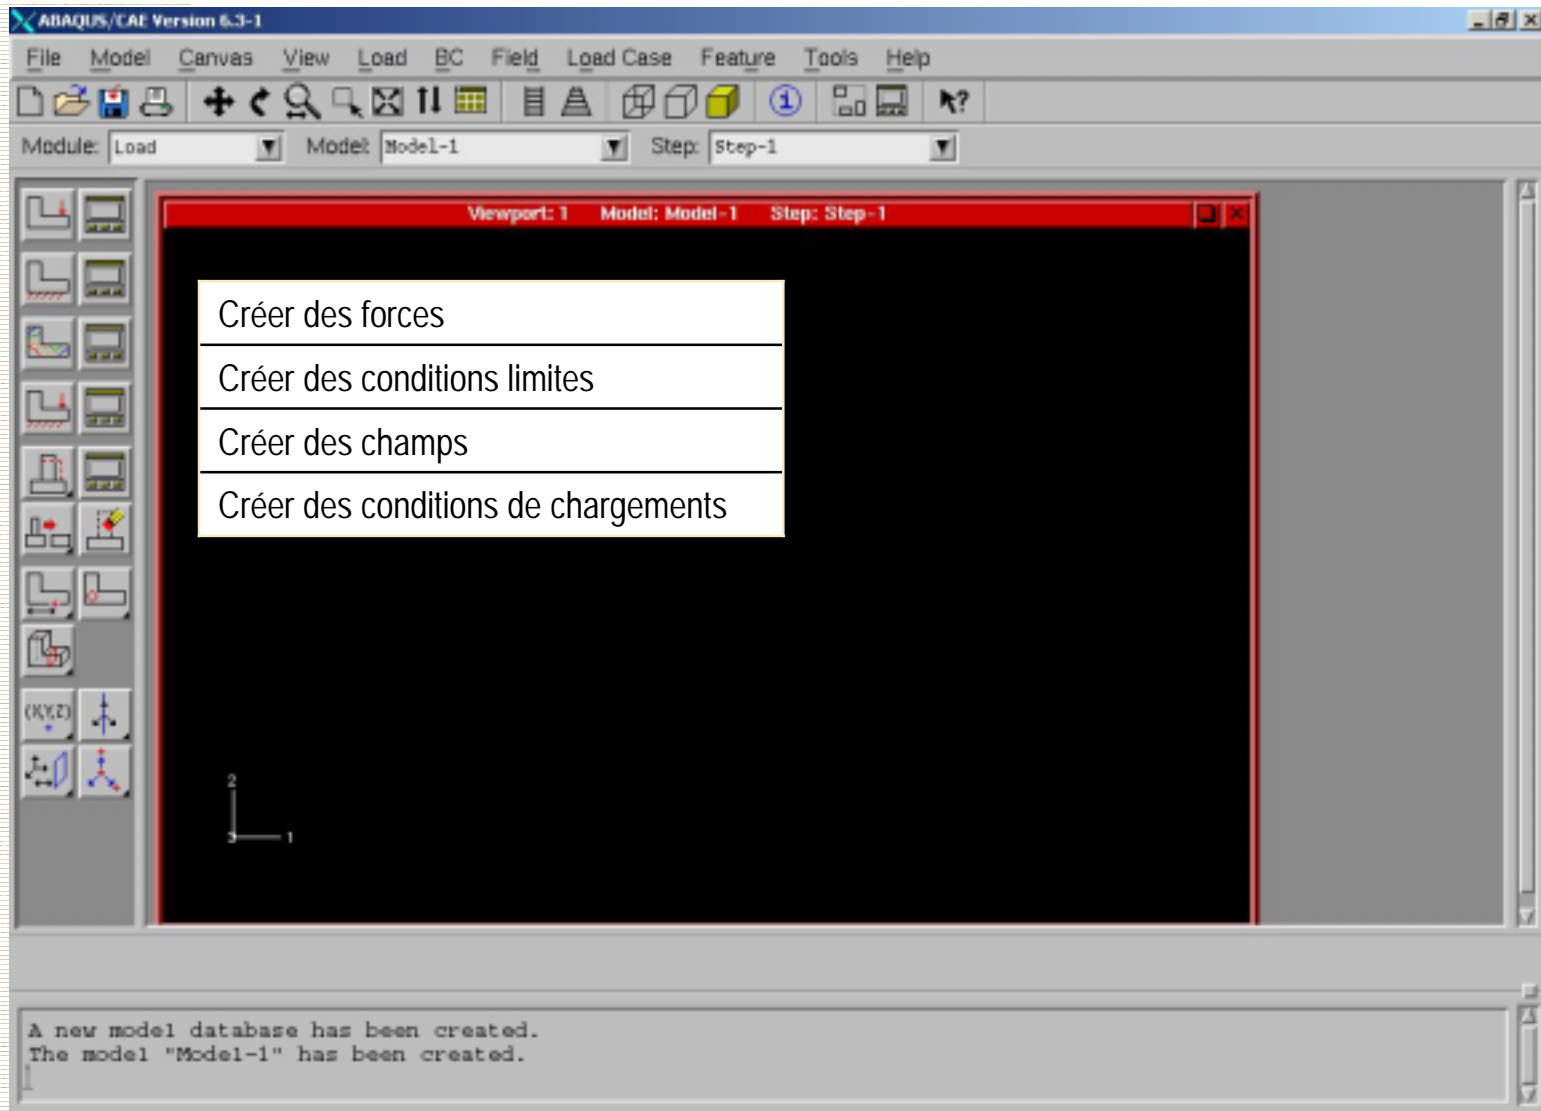 ABAQUS/CAE Version 6.3-1
File Model Canvas View Load BC Field Load Case Feature Tools Help
Module: Load Model: Model-1 Step: Step-1
Viewport: 1 Model: Model-1 Step: Step-1
Créer des forces
Créer des conditions limites
Créer des champs
Créer des conditions de chargements
(X,Y,Z)
2
3 1
A new model database has been created.
The model "Model-1" has been created.